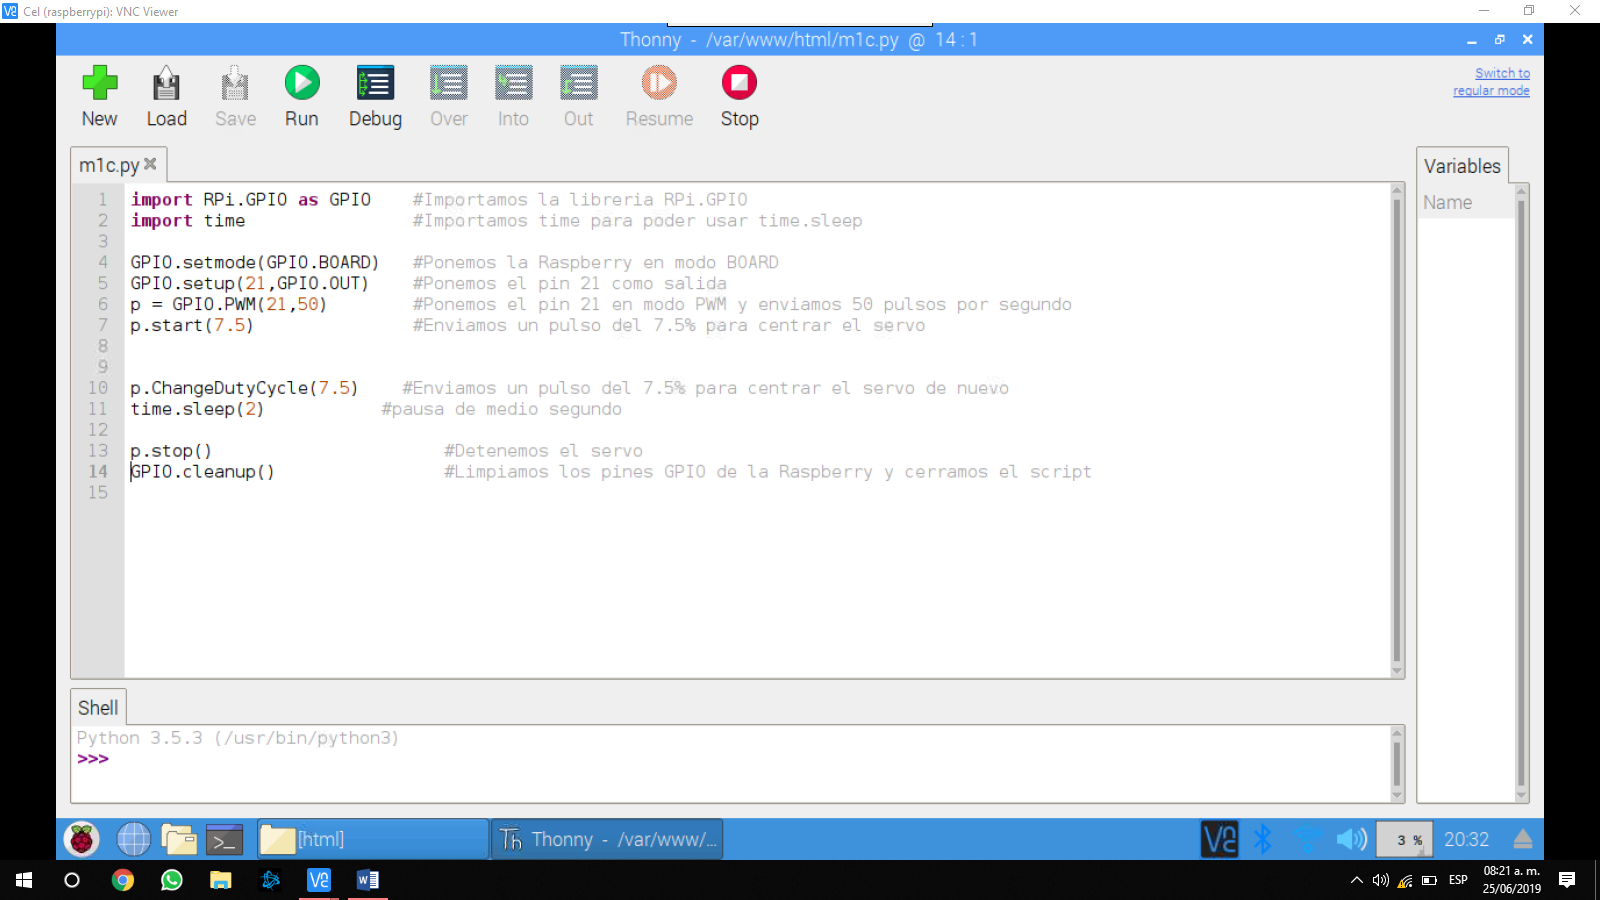 Cel (raspberrypi): VNC Viewer
Thonny - /var/www/html/m1c.py @ 14 : 1
New Load Save Run Debug Over Into Out Resume Stop
Switch to
regular mode
m1c.py
Variables
Name
1 import RPi.GPIO as GPIO    #Importamos la libreria RPi.GPIO
2 import time                #Importamos time para poder usar time.sleep
3
4 GPIO.setmode(GPIO.BOARD)   #Ponemos la Raspberry en modo BOARD
5 GPIO.setup(21,GPIO.OUT)    #Ponemos el pin 21 como salida
6 p = GPIO.PWM(21,50)        #Ponemos el pin 21 en modo PWM y enviamos 50 pulsos por segundo
7 p.start(7.5)               #Enviamos un pulso del 7.5% para centrar el servo
8
9
10 p.ChangeDutyCycle(7.5)    #Enviamos un pulso del 7.5% para centrar el servo de nuevo
11 time.sleep(2)           #pausa de medio segundo
12
13 p.stop()                      #Detenemos el servo
14 GPIO.cleanup()                #Limpiamos los pines GPIO de la Raspberry y cerramos el script
15
Shell
Python 3.5.3 (/usr/bin/python3)
>>>
[html]
Thonny - /var/www/...
3 %
20:32
ESP
08:21 a. m.
25/06/2019